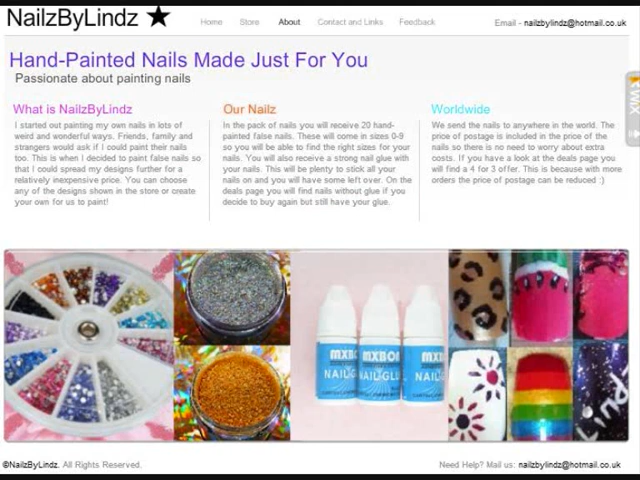 NailzByLindz ★
Home Store About Contact and Links Feedback
Email - nailzbylindz@hotmail.co.uk
Hand-Painted Nails Made Just For You
Passionate about painting nails
What is NailzByLindz
I started out painting my own nails in lots of
weird and wonderful ways. Friends, family and
strangers would ask if I could paint their nails
too. This is when I decided to paint false nails so
that I could spread my designs further for a
relatively inexpensive price. You can choose
any of the designs shown in the store or create
your own for us to paint!
Our Nailz
In the pack of nails you will receive 20 hand-
painted false nails. These will come in sizes 0-9
so you will be able to find the right sizes for your
nails. You will also receive a strong nail glue with
your nails. This will be plenty to stick all your
nails on and you will have some left over. On the
deals page you will find nails without glue if you
decide to buy again but still have your glue.
Worldwide
We send the nails to anywhere in the world. The
price of postage is included in the price of the
nails so there is no need to worry about extra
costs. If you have a look at the deals page you
will find a 4 for 3 offer. This is because with more
orders the price of postage can be reduced :)
WIX
MXBON
NAIL GLUE
©NailzByLindz. All Rights Reserved.
Need Help? Mail us: nailzbylindz@hotmail.co.uk